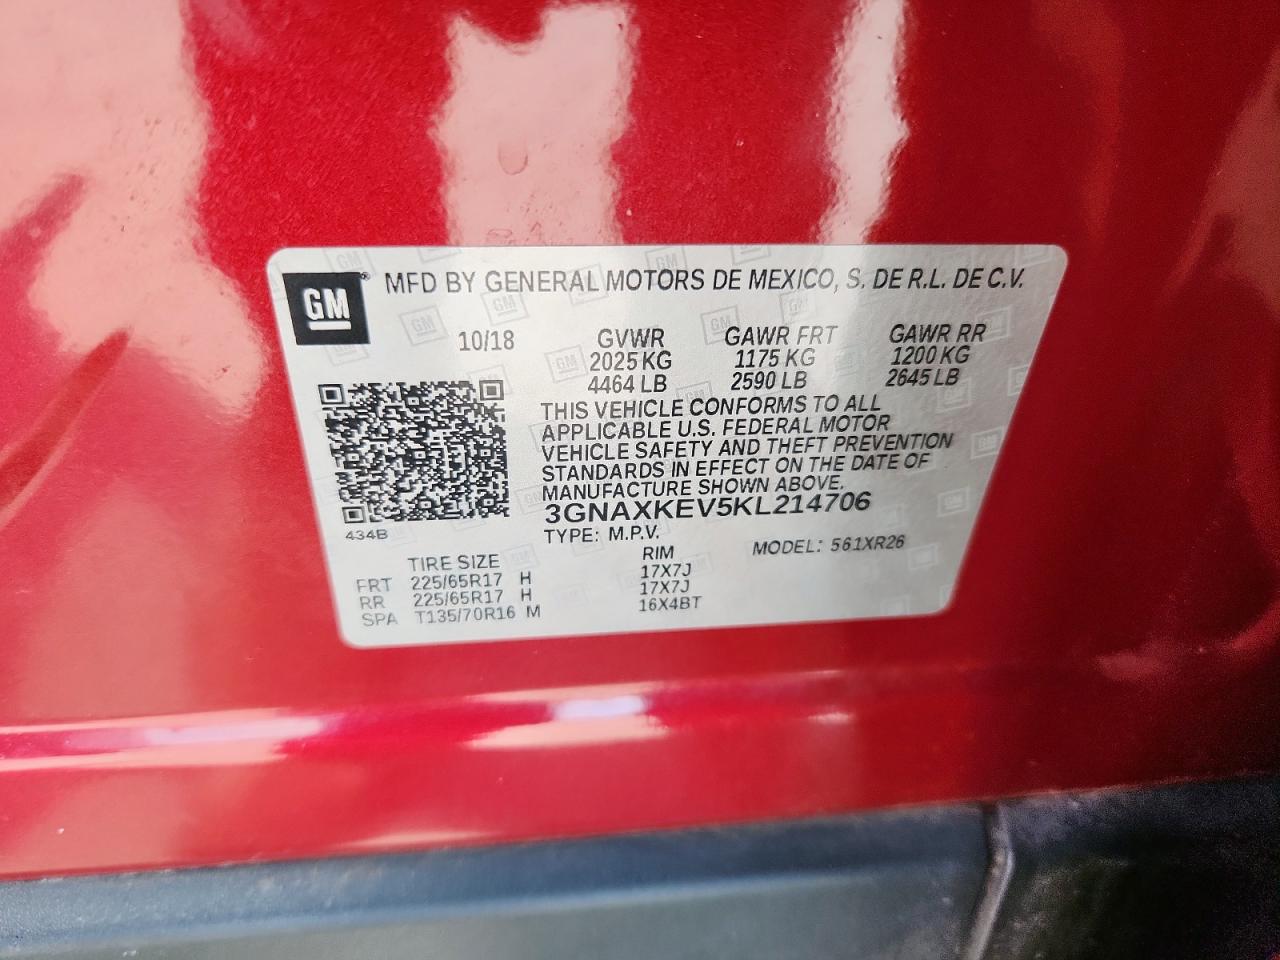 GM ® MFD BY GENERAL MOTORS DE MEXICO, S. DE R.L. DE C.V.
10/18 GVWR GAWR FRT GAWR RR
2025 KG 1175 KG 1200 KG
4464 LB 2590 LB 2645 LB
THIS VEHICLE CONFORMS TO ALL
APPLICABLE U.S. FEDERAL MOTOR
VEHICLE SAFETY AND THEFT PREVENTION
STANDARDS IN EFFECT ON THE DATE OF
MANUFACTURE SHOWN ABOVE.
3GNAXKEV5KL214706
434B TYPE: M.P.V. MODEL: 561XR26
TIRE SIZE RIM
FRT 225/65R17 H 17X7J
RR 225/65R17 H 17X7J
SPA T135/70R16 M 16X4BT